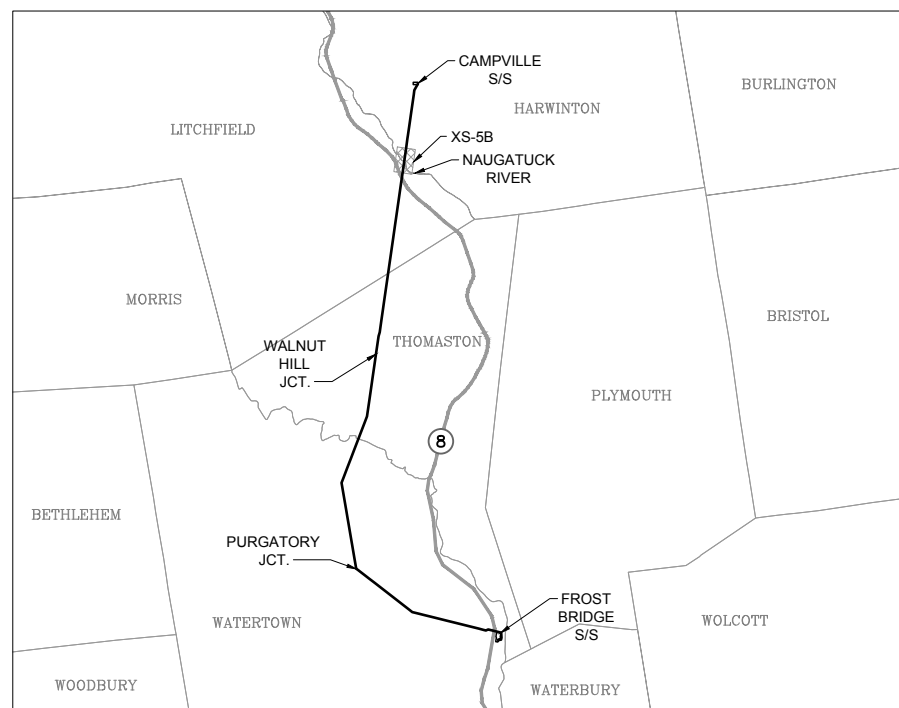 CAMPVILLE
S/S
BURLINGTON
HARWINTON
LITCHFIELD
XS-5B
NAUGATUCK
RIVER
MORRIS
BRISTOL
WALNUT
HILL
JCT.
THOMASTON
PLYMOUTH
8
BETHLEHEM
PURGATORY
JCT.
FROST
BRIDGE
S/S
WATERTOWN
WOLCOTT
WOODBURY
WATERBURY